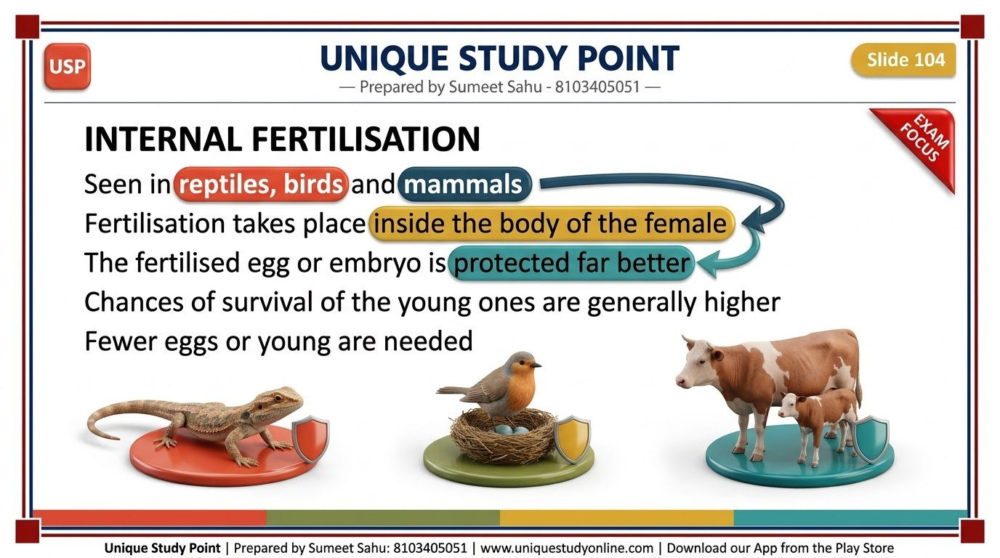 USP
UNIQUE STUDY POINT
— Prepared by Sumeet Sahu - 8103405051 —
Slide 104
EXAM
FOCUS
INTERNAL FERTILISATION
Seen in reptiles, birds and mammals
Fertilisation takes place inside the body of the female
The fertilised egg or embryo is protected far better
Chances of survival of the young ones are generally higher
Fewer eggs or young are needed
Unique Study Point | Prepared by Sumeet Sahu: 8103405051 | www.uniquestudyonline.com | Download our App from the Play Store